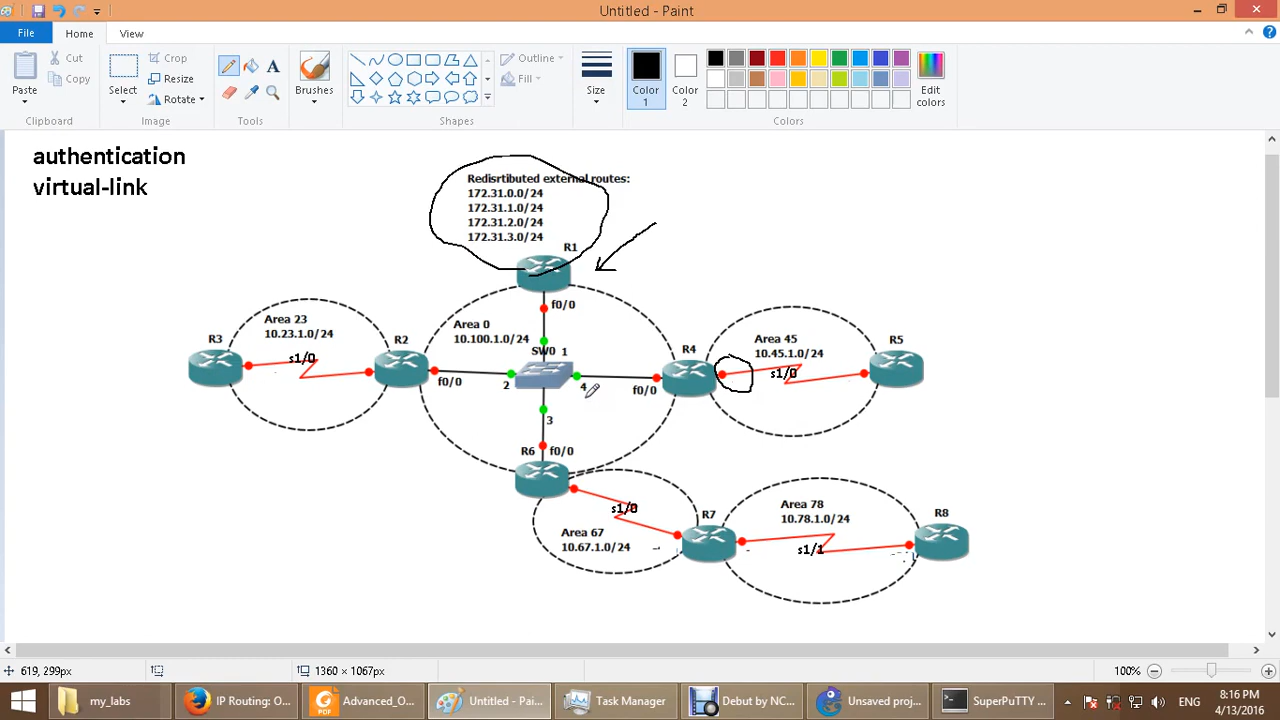 Untitled - Paint
File
Home
View
Paste
Cut
Copy
Clipboard
Select
Crop
Resize
Rotate
Image
A
Tools
Brushes
Outline
Fill
Shapes
Size
Color 1
Color 2
Edit colors
Colors
authentication
virtual-link
Redisrtibuted external routes:
172.31.0.0/24
172.31.1.0/24
172.31.2.0/24
172.31.3.0/24
R1
f0/0
Area 23
10.23.1.0/24
R3
s1/0
R2
f0/0
Area 0
10.100.1.0/24
SW0 1
2
4
3
R4
f0/0
Area 45
10.45.1.0/24
s1/0
R5
R6 f0/0
s1/0
Area 67
10.67.1.0/24
R7
Area 78
10.78.1.0/24
s1/1
R8
619, 299px
1360 × 1067px
100%
my_labs
IP Routing: O...
Advanced_O...
Untitled - Pai...
Task Manager
Debut by NC...
Unsaved proj...
SuperPuTTY ...
ENG
8:16 PM
4/13/2016